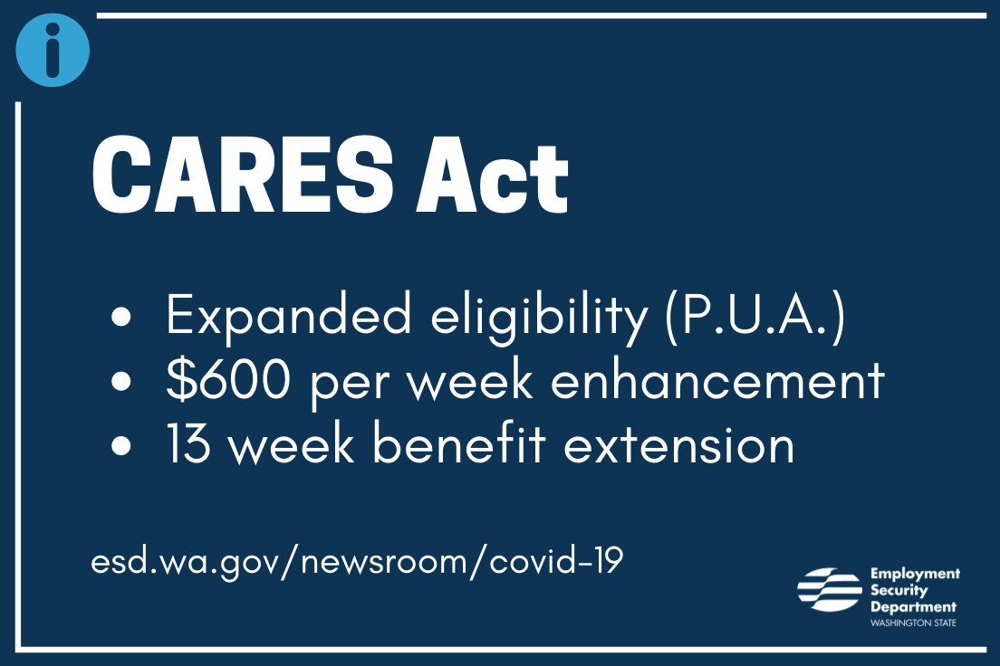 CARES Act
• Expanded eligibility (P.U.A.)
• $600 per week enhancement
• 13 week benefit extension
esd.wa.gov/newsroom/covid-19
Employment
Security
Department
WASHINGTON STATE